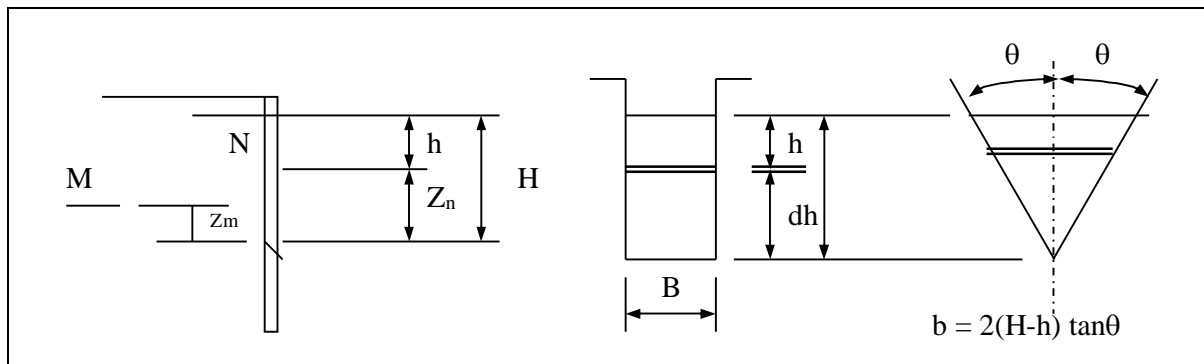 θ θ
N h h
M H
Zn
Zm dh
B
b = 2(H-h) tanθ